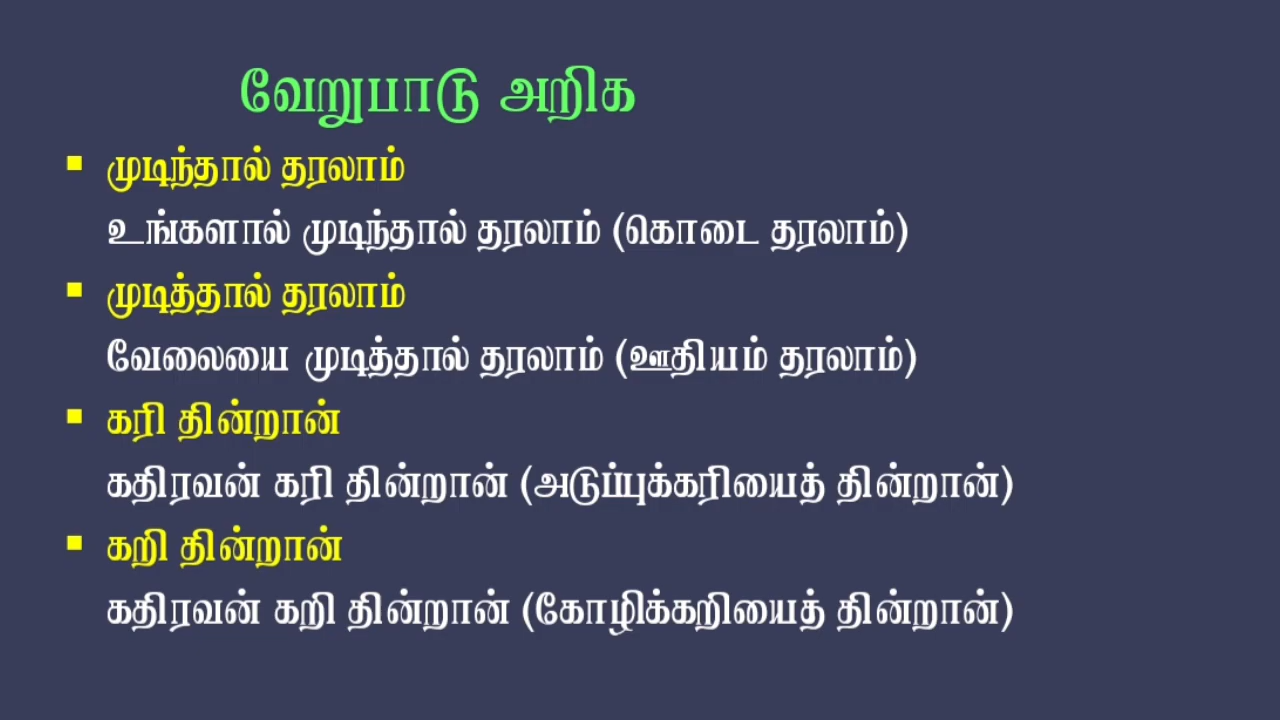 வேறுபாடு அறிக
▪ முடிந்தால் தரலாம்
உங்களால் முடிந்தால் தரலாம் (கொடை தரலாம்)
▪ முடித்தால் தரலாம்
வேலையை முடித்தால் தரலாம் (ஊதியம் தரலாம்)
▪ கரி தின்றான்
கதிரவன் கரி தின்றான் (அடுப்புக்கரியைத் தின்றான்)
▪ கறி தின்றான்
கதிரவன் கறி தின்றான் (கோழிக்கறியைத் தின்றான்)